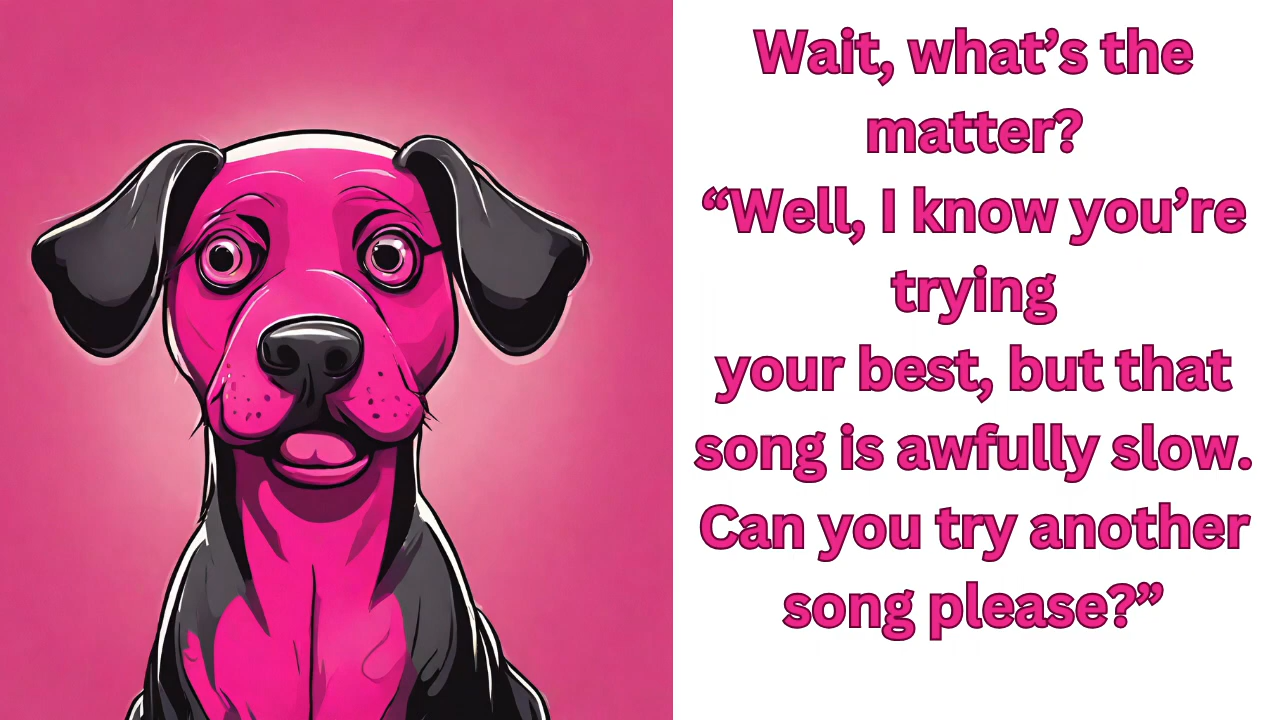 Wait, what’s the
matter?
“Well, I know you’re
trying
your best, but that
song is awfully slow.
Can you try another
song please?”